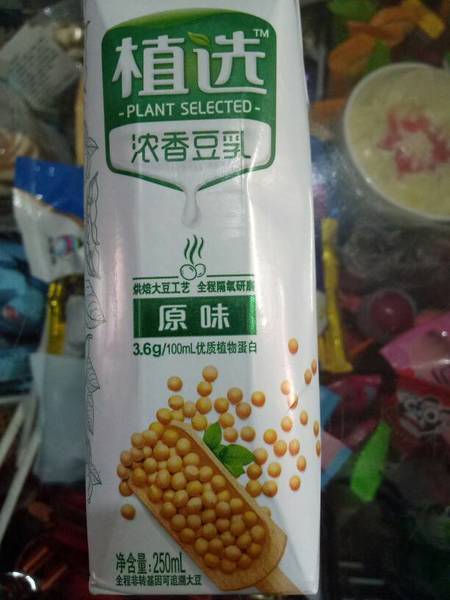 植选™
-PLANT SELECTED-
浓香豆乳
烘焙大豆工艺 全程隔氧研磨
原味
3.6g/100mL优质植物蛋白
净含量:250mL
全程非转基因可追溯大豆